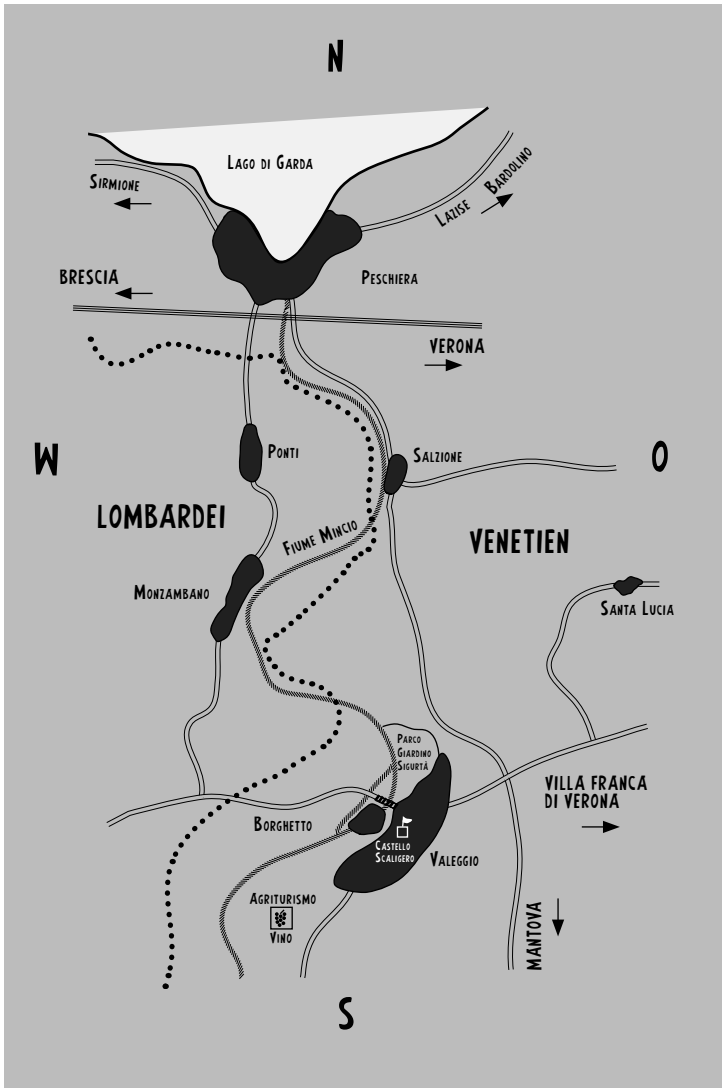 N
Lago di Garda
Sirmione
Lazise Bardolino
Brescia
Peschiera
Verona
W
Ponti
Salzione
O
LOMBARDEI
Fiume Mincio
VENETIEN
Monzambano
Santa Lucia
Parco
Giardino
Sigurtà
VILLA FRANCA
DI VERONA
Borghetto
Castello
Scaligero
Valeggio
Agriturismo
Vino
MANTOVA
S